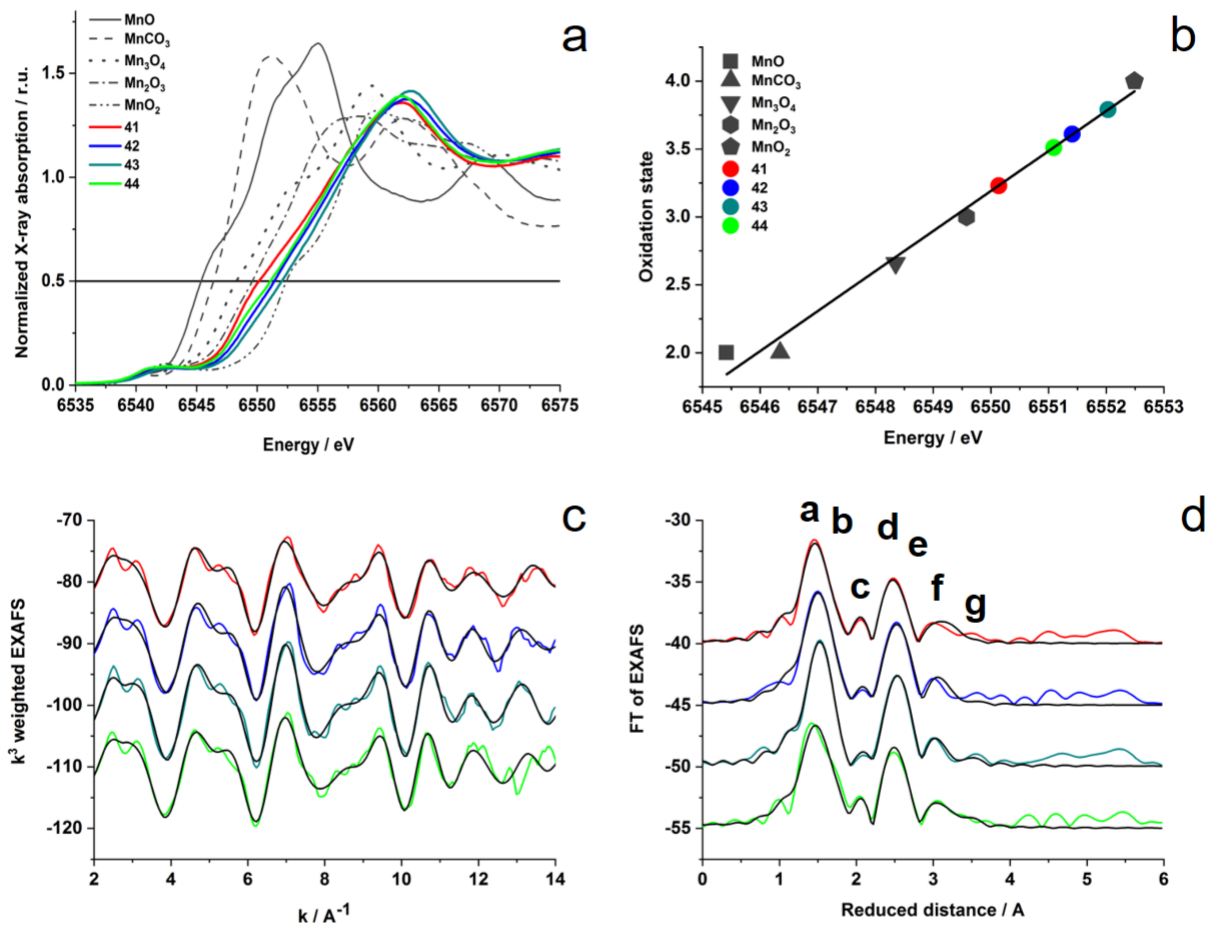 a
Normalized X-ray absorption / r.u.
MnO
MnCO3
Mn3O4
Mn2O3
MnO2
41
42
43
44
1.5
1.0
0.5
0.0
6535 6540 6545 6550 6555 6560 6565 6570 6575
Energy / eV
b
Oxidation state
MnO
MnCO3
Mn3O4
Mn2O3
MnO2
41
42
43
44
4.0
3.5
3.0
2.5
2.0
6545 6546 6547 6548 6549 6550 6551 6552 6553
Energy / eV
c
k3 weighted EXAFS
-70
-80
-90
-100
-110
-120
2 4 6 8 10 12 14
k / A-1
d
FT of EXAFS
a
b
c
d
e
f
g
-30
-35
-40
-45
-50
-55
0 1 2 3 4 5 6
Reduced distance / A